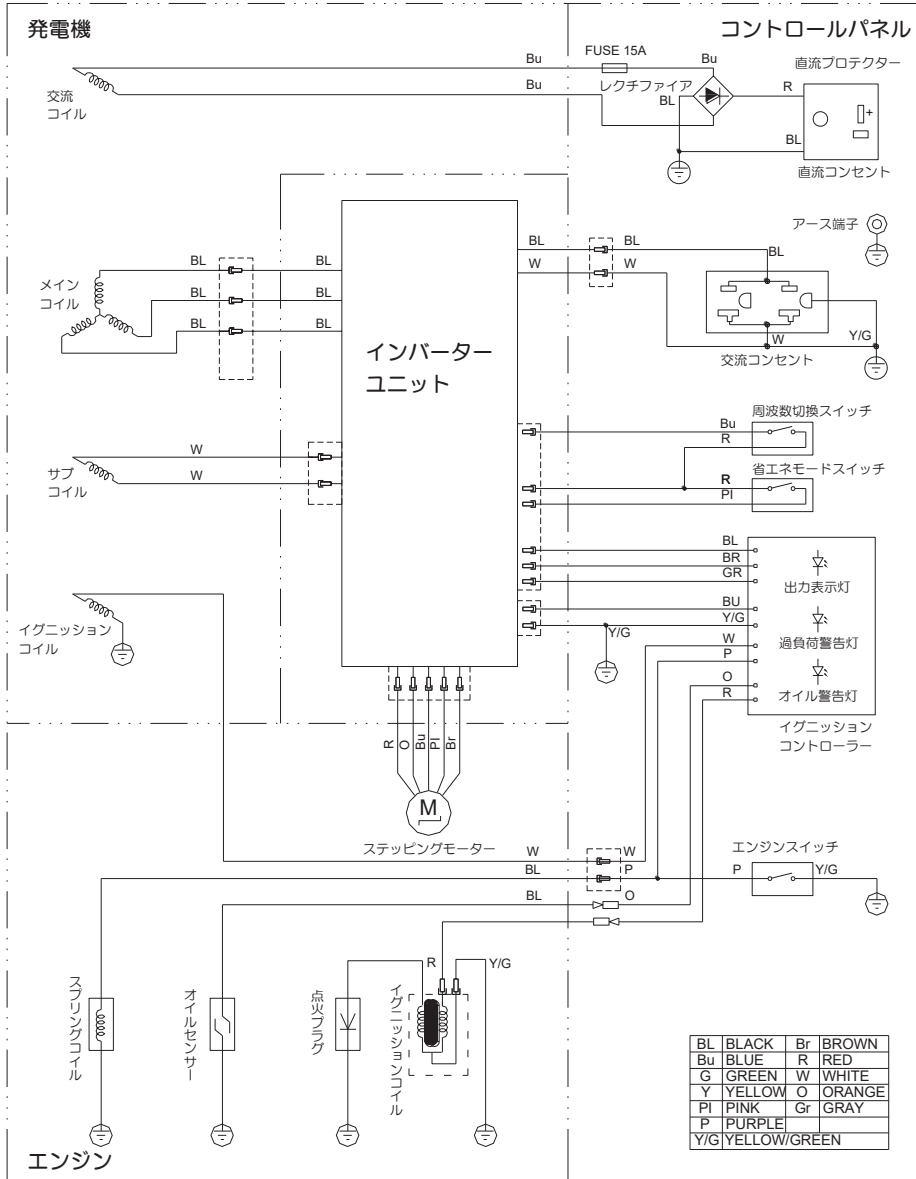 発電機
コントロールパネル
Bu
FUSE 15A
Bu
直流プロテクター
Bu
レクチファイア
BL
R
交流
コイル
BL
直流コンセント
アース端子
BL
BL
BL
BL
BL
W
W
メイン
コイル
BL
BL
BL
BL
W
Y/G
交流コンセント
インバーター
ユニット
周波数切換スイッチ
Bu
R
W
省エネモードスイッチ
R
PI
サブ
コイル
W
BL
BR
GR
出力表示灯
BU
Y/G
Y/G
過負荷警告灯
W
P
イグニッション
コイル
O
R
オイル警告灯
イグニッション
コントローラー
R
O
Bu
PI
Br
M
ステッピングモーター
エンジンスイッチ
W
W
BL
P
P
Y/G
BL
O
R
Y/G
スプリングコイル
オイルセンサー
点火プラグ
イグニッションコイル
BL BLACK Br BROWN
Bu BLUE R RED
G GREEN W WHITE
Y YELLOW O ORANGE
PI PINK Gr GRAY
P PURPLE
Y/G YELLOW/GREEN
エンジン